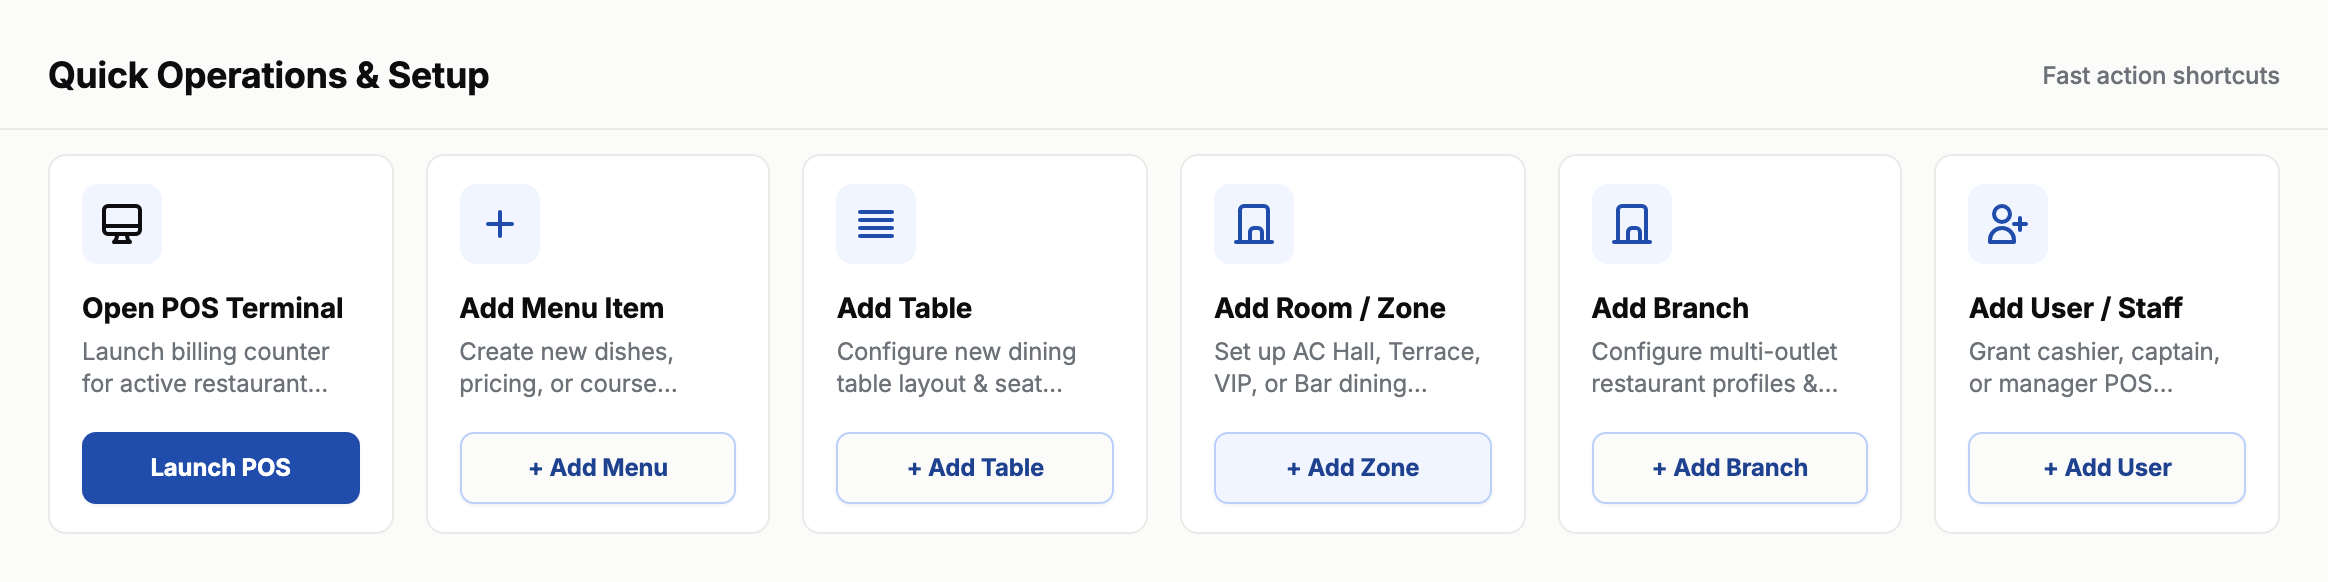 Quick Operations & Setup
Fast action shortcuts
Open POS Terminal
Launch billing counter
for active restaurant...
Launch POS
Add Menu Item
Create new dishes,
pricing, or course...
+ Add Menu
Add Table
Configure new dining
table layout & seat...
+ Add Table
Add Room / Zone
Set up AC Hall, Terrace,
VIP, or Bar dining...
+ Add Zone
Add Branch
Configure multi-outlet
restaurant profiles &...
+ Add Branch
Add User / Staff
Grant cashier, captain,
or manager POS...
+ Add User